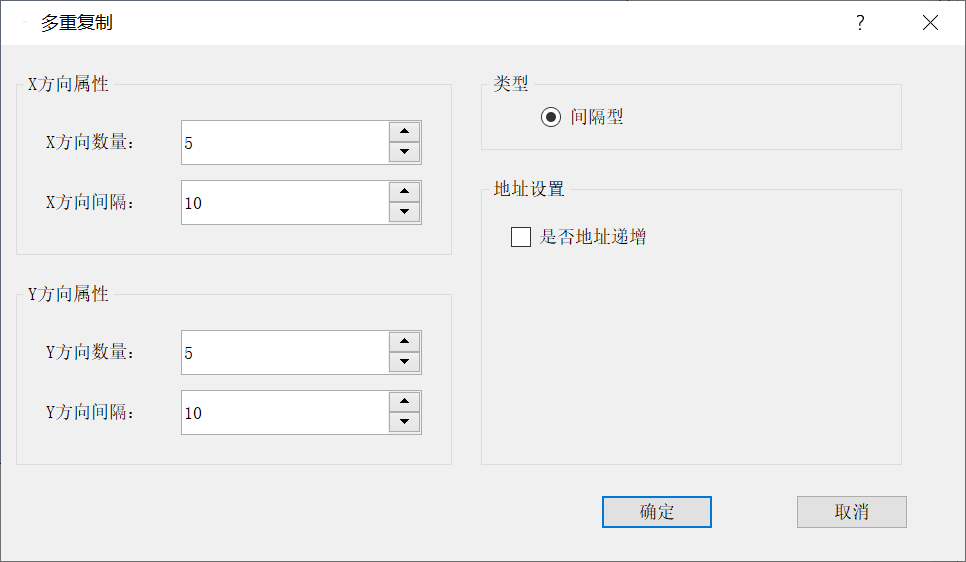 多重复制
X方向属性
X方向数量：
5
X方向间隔：
10
Y方向属性
Y方向数量：
5
Y方向间隔：
10
类型
间隔型
地址设置
是否地址递增
确定
取消